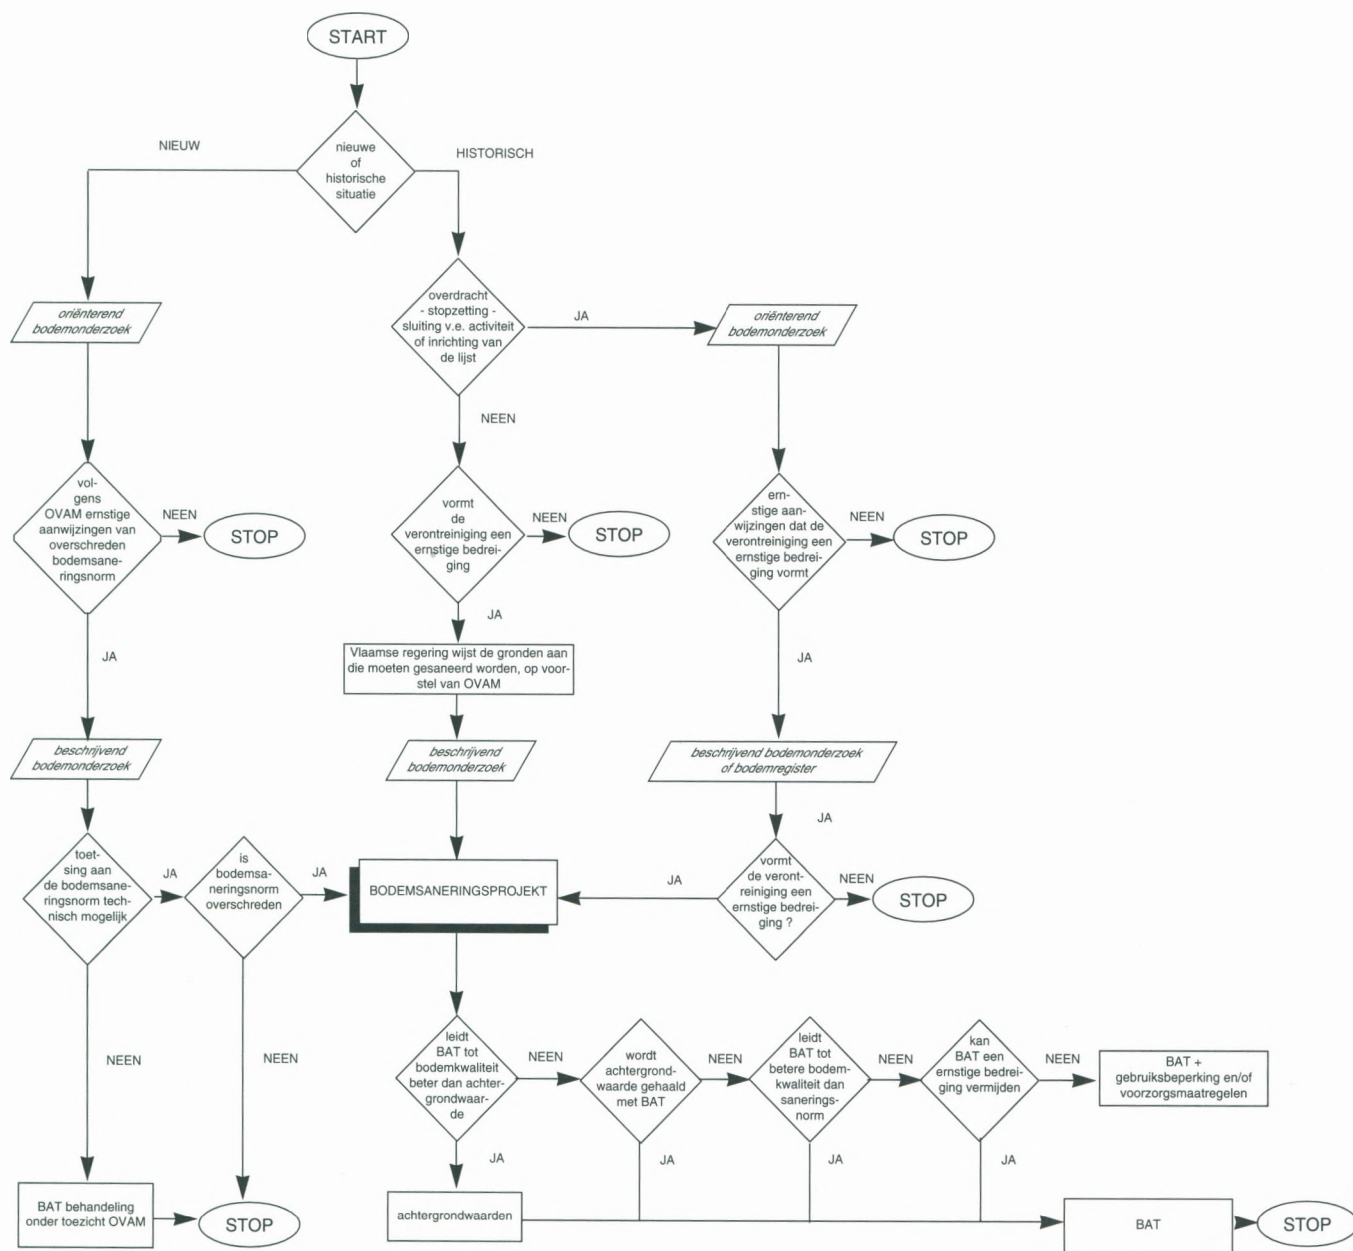 START
nieuwe
of
historische
situatie
NIEUW
HISTORISCH
oriënterend
bodemonderzoek
overdracht
- stopzetting -
sluiting v.e. activiteit
of inrichting van
de lijst
JA
oriënterend
bodemonderzoek
NEEN
vol-
gens
OVAM ernstige
aanwijzingen van
overschreden
bodemsane-
ringsnorm
NEEN
STOP
vormt
de
verontreiniging een
ernstige bedrei-
ging
NEEN
STOP
ern-
stige aan-
wijzingen dat de
verontreiniging een
ernstige bedrei-
ging vormt
NEEN
STOP
JA
JA
JA
Vlaamse regering wijst de gronden aan
die moeten gesaneerd worden, op voor-
stel van OVAM
beschrijvend
bodemonderzoek
beschrijvend
bodemonderzoek
beschrijvend bodemonderzoek
of bodemregister
JA
toet-
sing aan
de bodemsane-
ringsnorm tech-
nisch mogelijk
JA
is
bodemsa-
neringsnorm
overschreden
JA
BODEMSANERINGSPROJEKT
JA
vormt
de veront-
reiniging een
ernstige bedrei-
ging ?
NEEN
STOP
NEEN
NEEN
leidt
BAT tot
bodemkwaliteit
beter dan achter-
grondwaar-
de
NEEN
wordt
achtergrond-
waarde gehaald
met BAT
NEEN
leidt
BAT tot
betere bodem-
kwaliteit dan
sanerings-
norm
NEEN
kan
BAT een
ernstige bedrei-
ging vermijden
NEEN
BAT +
gebruiksbeperking en/of
voorzorgsmaatregelen
JA
JA
JA
JA
BAT behandeling
onder toezicht OVAM
STOP
achtergrondwaarden
BAT
STOP